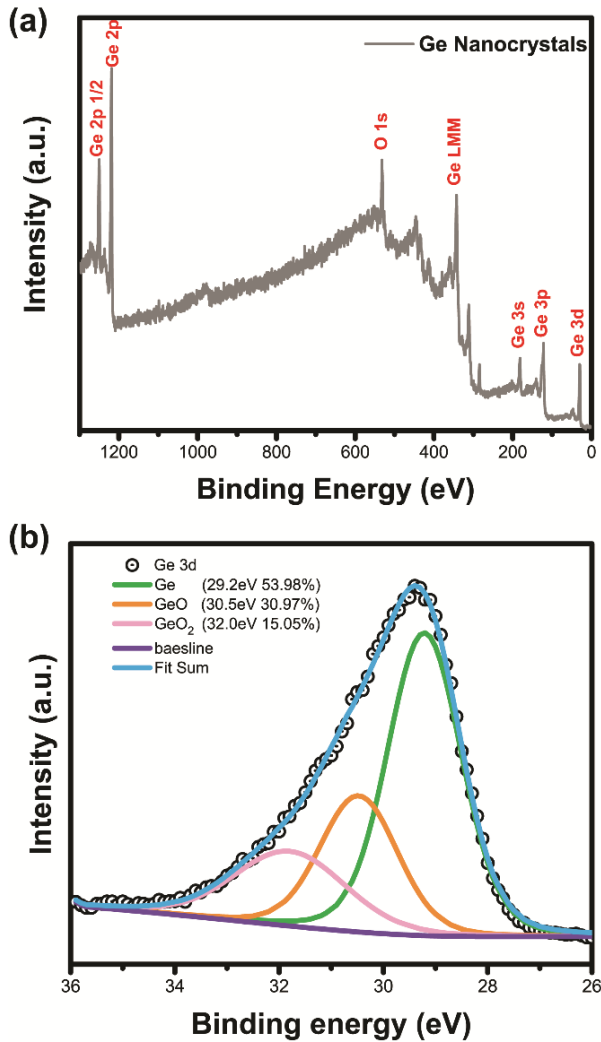 (a)
Ge Nanocrystals
Ge 2p 1/2
Ge 2p
O 1s
Ge LMM
Ge 3s
Ge 3p
Ge 3d
Intensity (a.u.)
1200 1000 800 600 400 200 0
Binding Energy (eV)
(b)
Ge 3d
Ge (29.2eV 53.98%)
GeO (30.5eV 30.97%)
GeO₂ (32.0eV 15.05%)
baesline
Fit Sum
Intensity (a.u.)
36 34 32 30 28 26
Binding energy (eV)